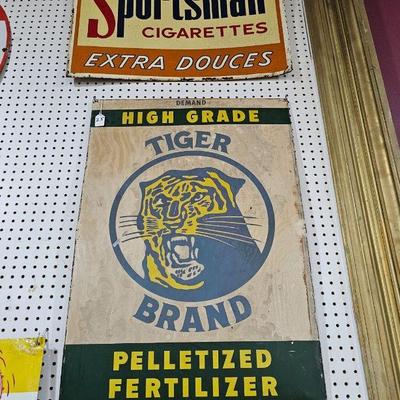 Sportsman
CIGARETTES
EXTRA DOUCES
DEMAND
HIGH GRADE
TIGER
BRAND
PELLETIZED
FERTILIZER